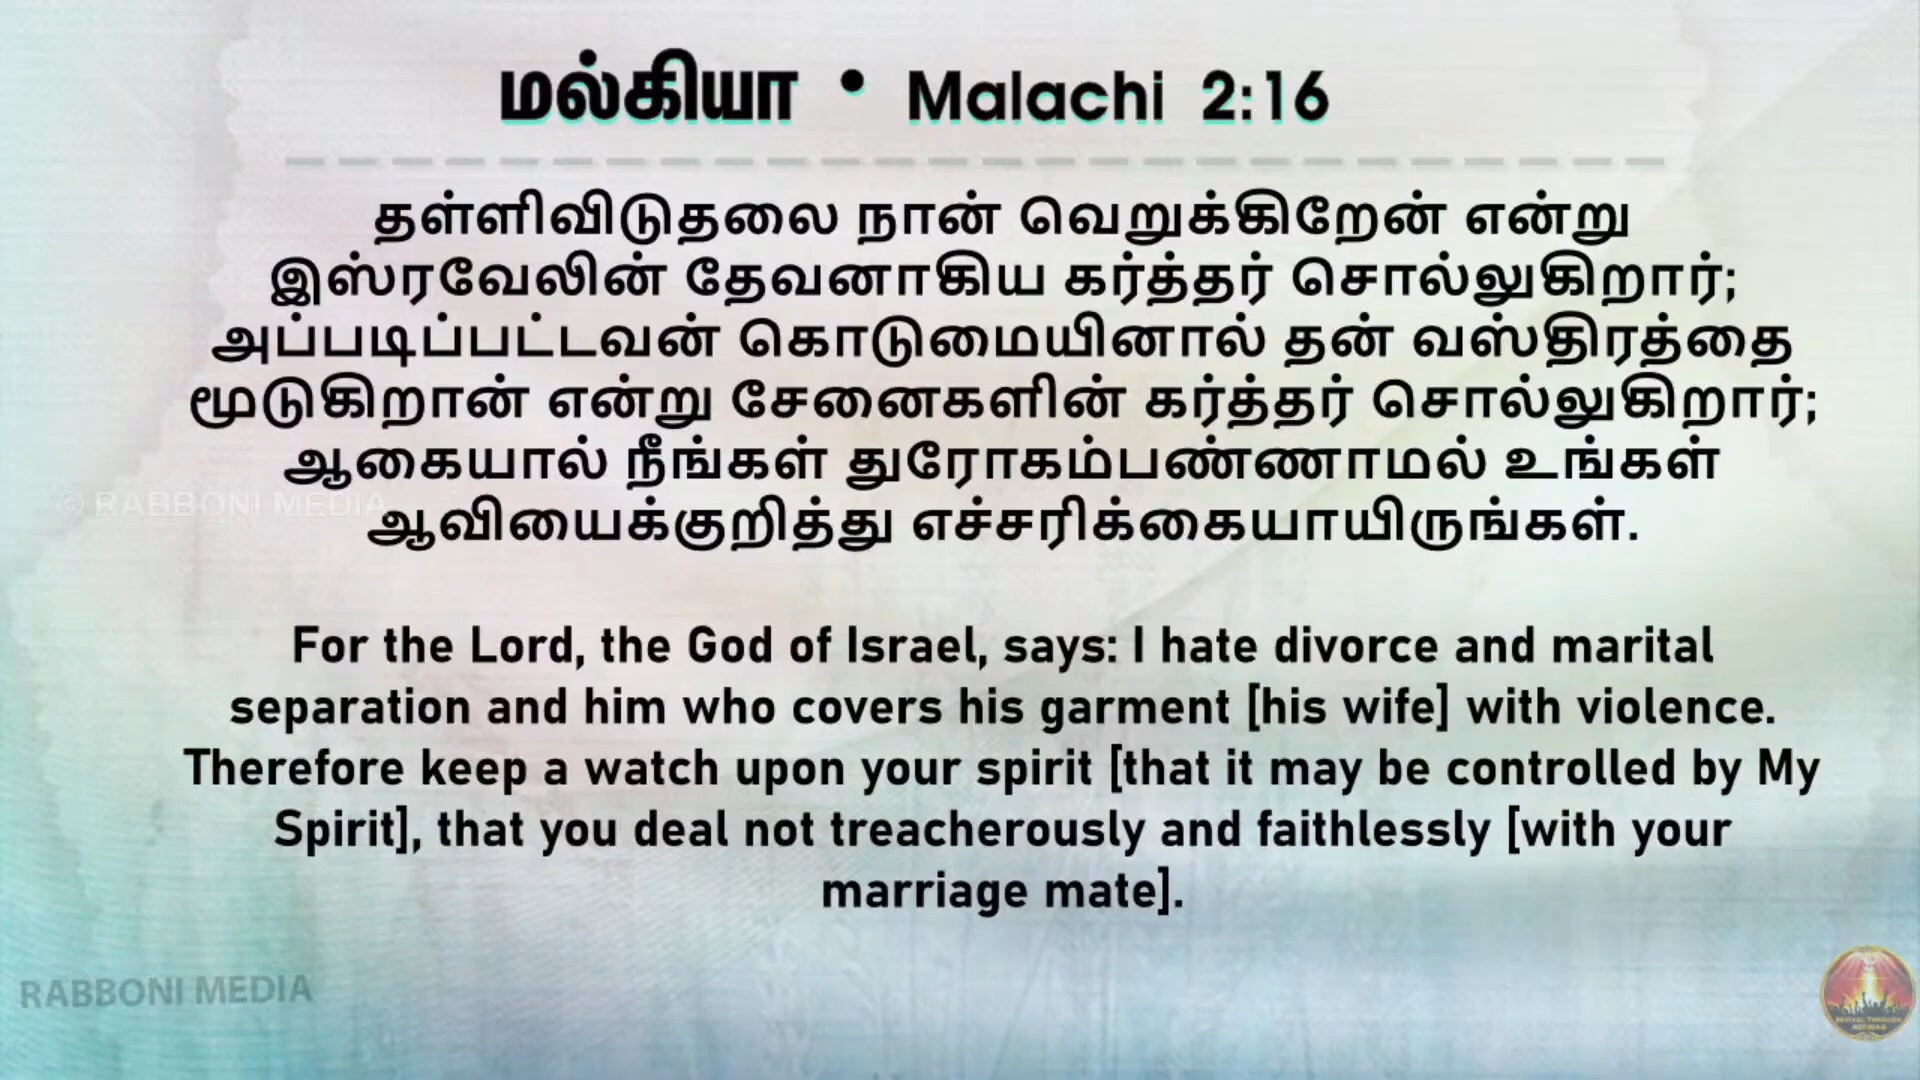 மல்கியா • Malachi 2:16
தள்ளிவிடுதலை நான் வெறுக்கிறேன் என்று
இஸ்ரவேலின் தேவனாகிய கர்த்தர் சொல்லுகிறார்;
அப்படிப்பட்டவன் கொடுமையினால் தன் வஸ்திரத்தை
மூடுகிறான் என்று சேனைகளின் கர்த்தர் சொல்லுகிறார்;
ஆகையால் நீங்கள் துரோகம்பண்ணாமல் உங்கள்
© RABBONI MEDIA
ஆவியைக்குறித்து எச்சரிக்கையாயிருங்கள்.
For the Lord, the God of Israel, says: I hate divorce and marital
separation and him who covers his garment [his wife] with violence.
Therefore keep a watch upon your spirit [that it may be controlled by My
Spirit], that you deal not treacherously and faithlessly [with your
marriage mate].
RABBONI MEDIA